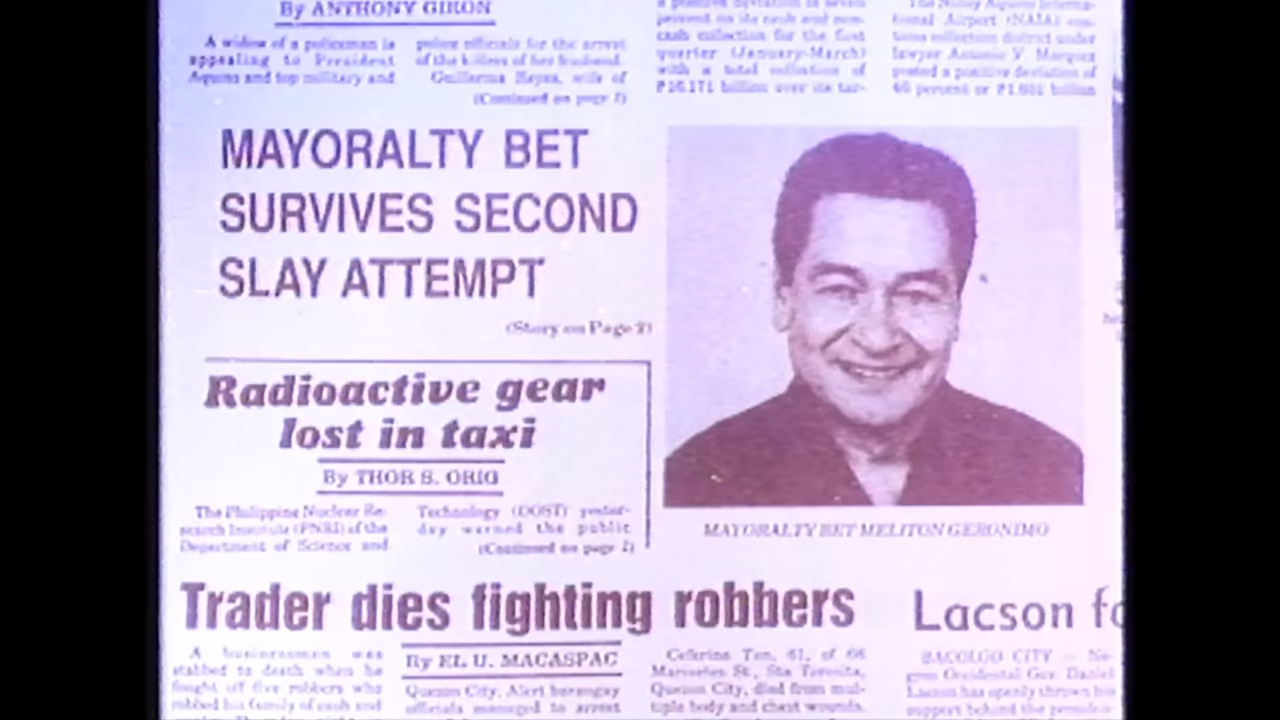 By ANTHONY GIRON
A widow of a policeman is
appealing to President
Aquino and top military and
police officials for the arrest
of the killers of her husband.
Guillerma Reyes, wife of
(Continued on page 7)
percent on its cash and non-
cash collection for the first
quarter (January-March)
with a total collection of
₱16.171 billion over its tar-
The Ninoy Aquino Interna-
tional Airport (NAIA)
collection district under
lawyer Antonio V. Marquez
posted a positive deviation of
percent or billion
MAYORALTY BET
SURVIVES SECOND
SLAY ATTEMPT
(Story on Page 2)
Radioactive gear
lost in taxi
By THOR S. ORIG
The Philippine Nuclear Re-
search Institute (PNRI) of the
Department of Science and
Technology (DOST) yester-
day warned the public
(Continued on page 2)
MAYORALTY BET MELITON GERONIMO
Trader dies fighting robbers
A businessman was
stabbed to death when he
fought off five robbers who
robbed his family of cash and
By EL U. MACASPAC
Quezon City. Alert barangay
officials managed to arrest
Tan, 61, of 66
St., Sta. Teresita,
Quezon City, died from mul-
tiple body and chest wounds.
Lacson fo
BACOLOD CITY — Ne-
gros Occidental Gov. Daniel
Lacson has openly thrown his
support behind the